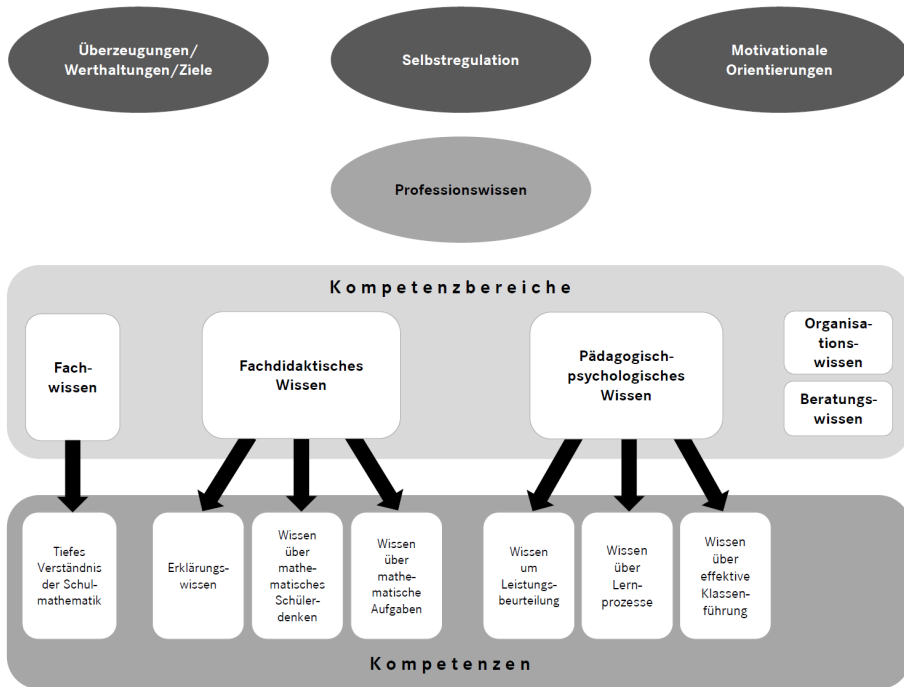 Überzeugungen/
Werthaltungen/Ziele
Selbstregulation
Motivationale
Orientierungen
Professionswissen
Kompetenzbereiche
Fach-
wissen
Fachdidaktisches
Wissen
Pädagogisch-
psychologisches
Wissen
Organisa-
tions-
wissen
Beratungs-
wissen
Tiefes
Verständnis
der Schul-
mathematik
Erklärungs-
wissen
Wissen
über
mathe-
matisches
Schüler-
denken
Wissen
über
mathe-
matische
Aufgaben
Wissen
um
Leistungs-
beurteilung
Wissen
über
Lern-
prozesse
Wissen
über
effektive
Klassen-
führung
Kompetenzen